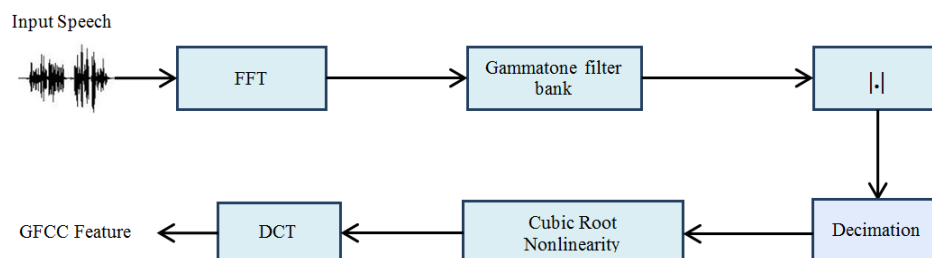 Input Speech
FFT
Gammatone filter
bank
|.|
Decimation
Cubic Root
Nonlinearity
DCT
GFCC Feature